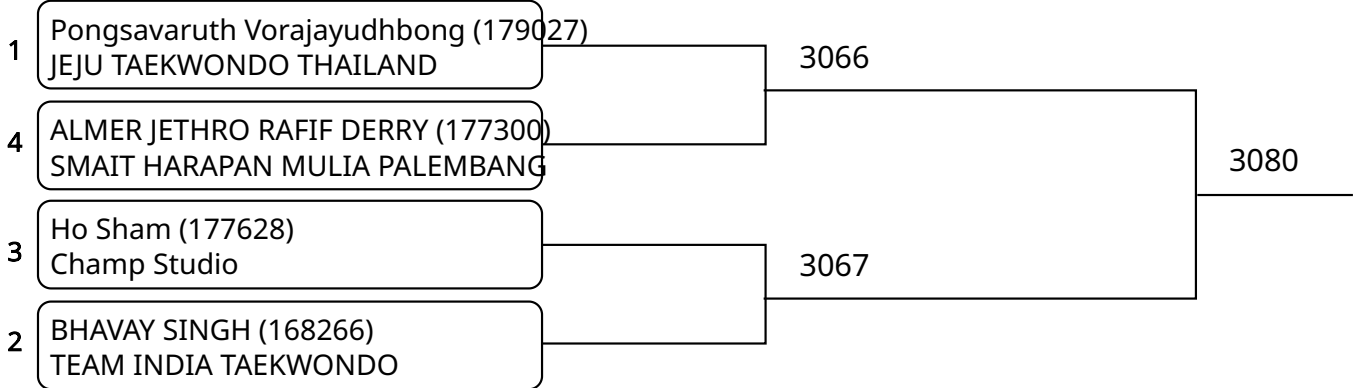 1
Pongsavaruth Vorajayudhbong (179027)
JEJU TAEKWONDO THAILAND
3066
4
ALMER JETHRO RAFIF DERRY (177300)
SMAIT HARAPAN MULIA PALEMBANG
3080
3
Ho Sham (177628)
Champ Studio
3067
2
BHAVAY SINGH (168266)
TEAM INDIA TAEKWONDO